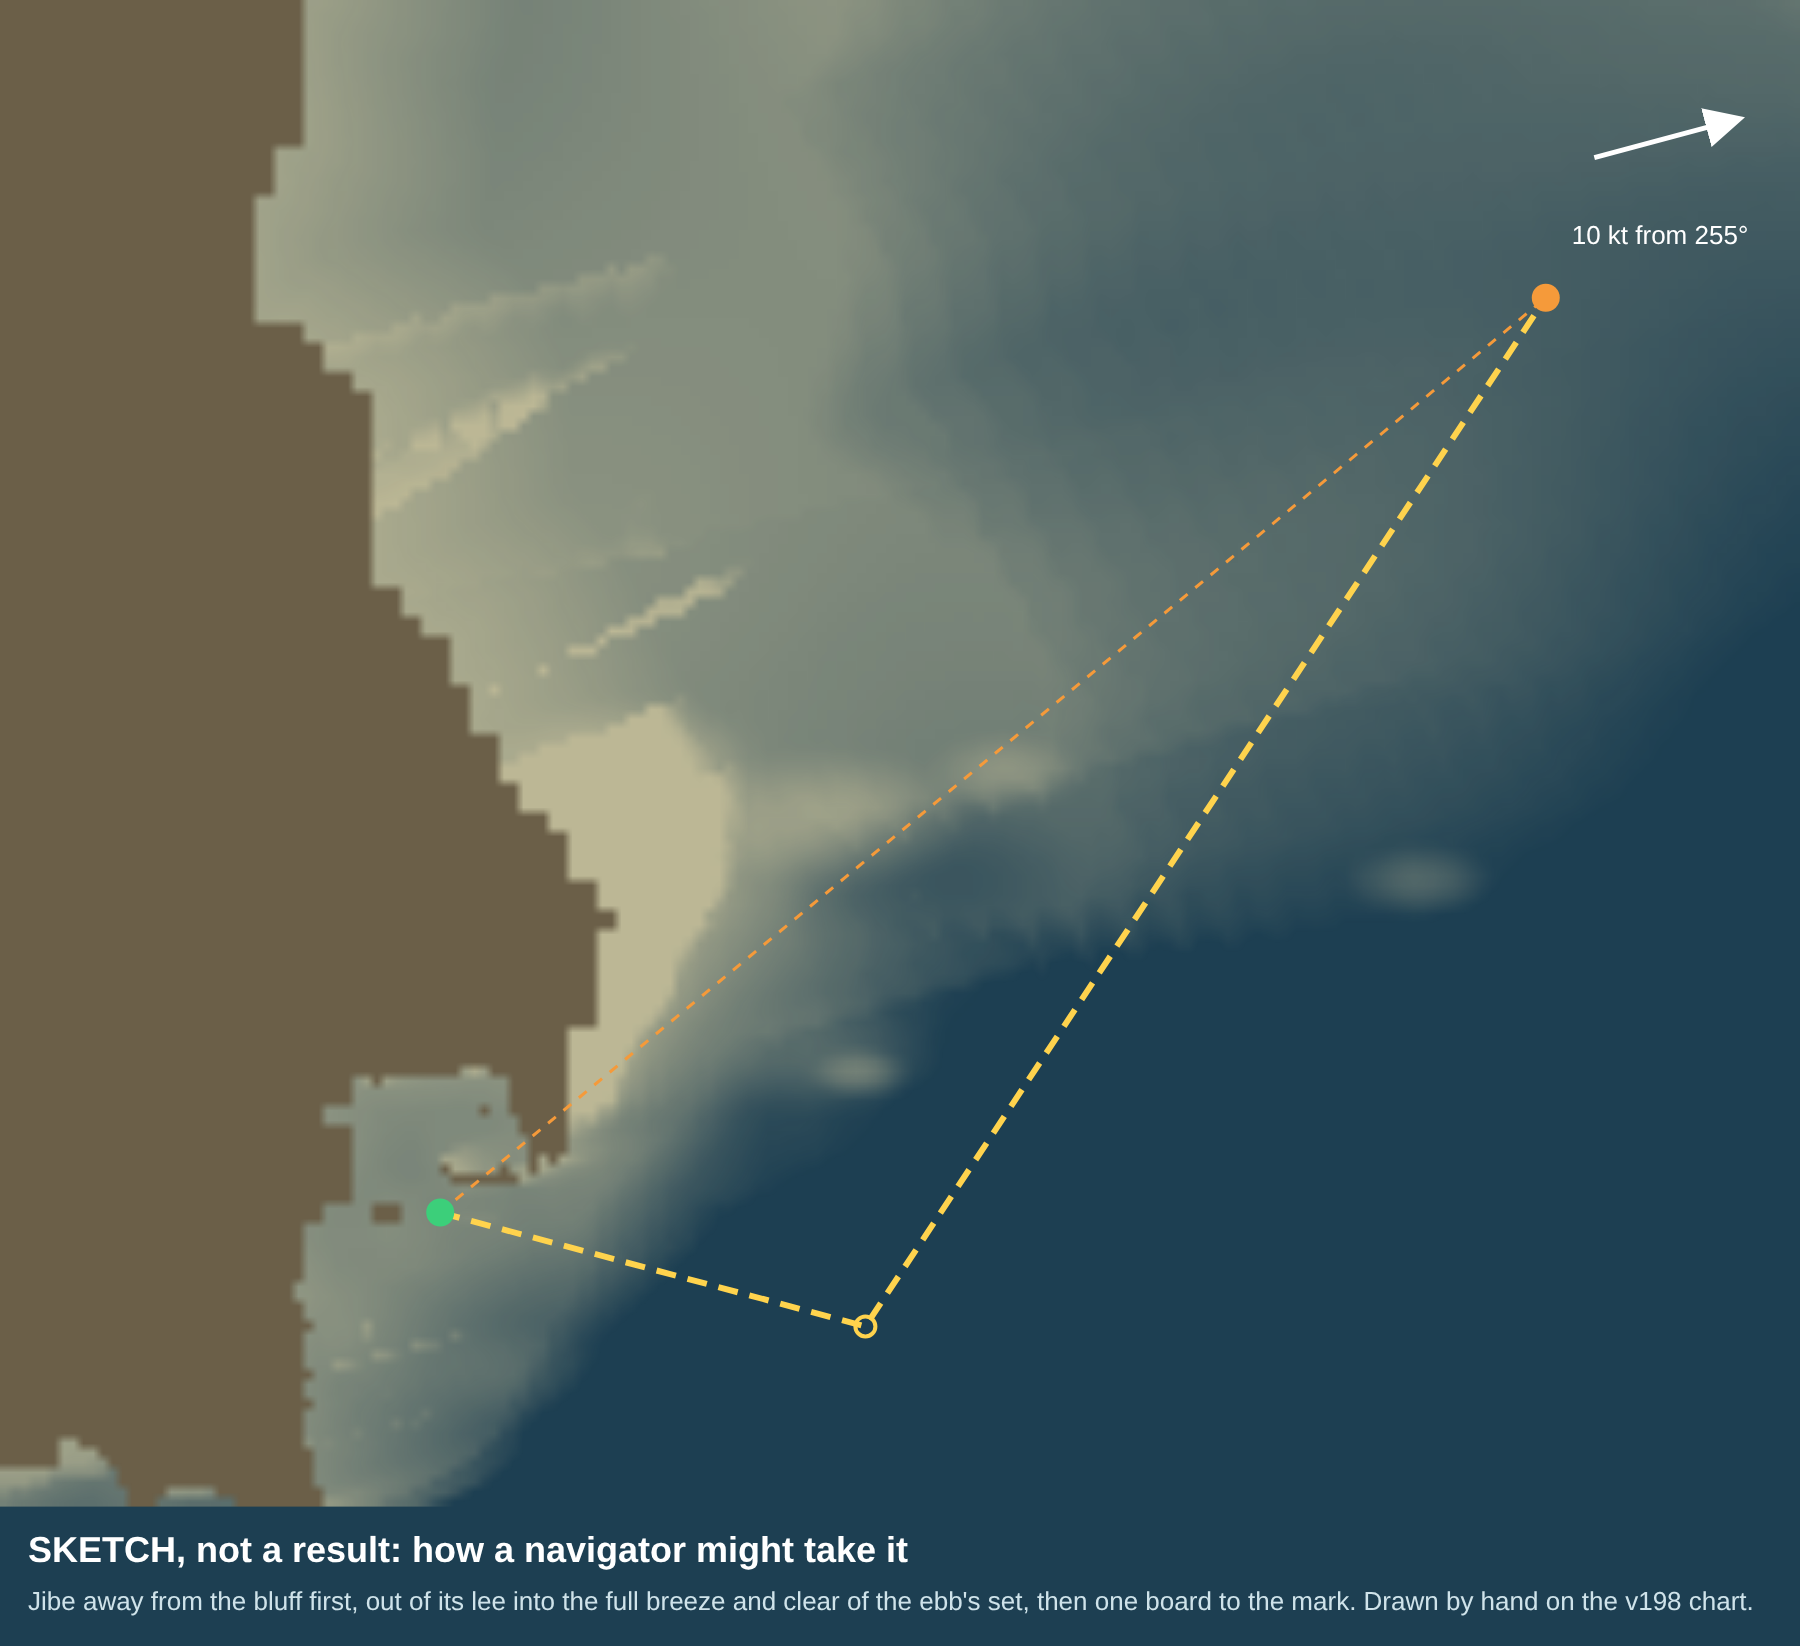 10 kt from 255°
SKETCH, not a result: how a navigator might take it
Jibe away from the bluff first, out of its lee into the full breeze and clear of the ebb's set, then one board to the mark. Drawn by hand on the v198 chart.